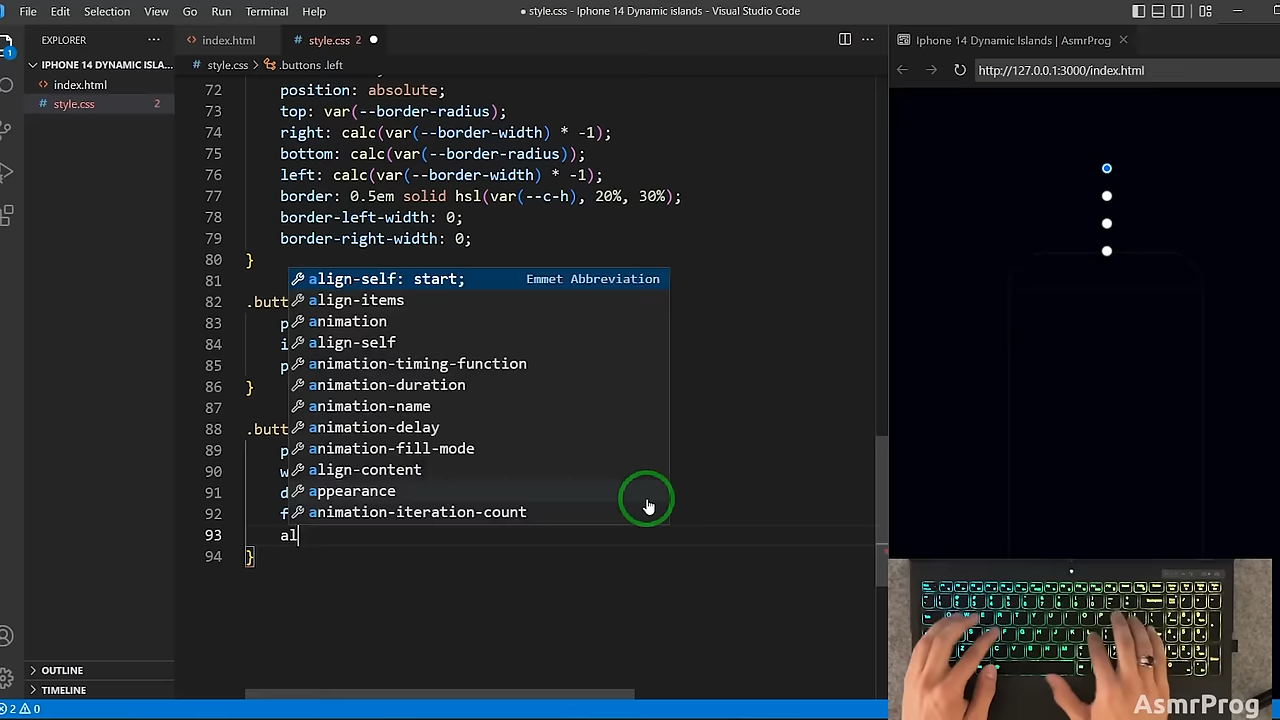 File Edit Selection View Go Run Terminal Help
● style.css - Iphone 14 Dynamic islands - Visual Studio Code
EXPLORER ···
IPHONE 14 DYNAMIC ISLA...
<> index.html
# style.css 2
1
OUTLINE
TIMELINE
<> index.html
# style.css 2 ●
# style.css > .buttons .left
72 position: absolute;
73 top: var(--border-radius);
74 right: calc(var(--border-width) * -1);
75 bottom: calc(var(--border-radius));
76 left: calc(var(--border-width) * -1);
77 border: 0.5em solid hsl(var(--c-h), 20%, 30%);
78 border-left-width: 0;
79 border-right-width: 0;
80 }
81
82 .butt
83 p
84 i
85 p
86 }
87
88 .butt
89 p
90 w
91 d
92 f
93 al
94 }
align-self: start; Emmet Abbreviation
align-items
animation
align-self
animation-timing-function
animation-duration
animation-name
animation-delay
animation-fill-mode
align-content
appearance
animation-iteration-count
Iphone 14 Dynamic Islands | AsmrProg
http://127.0.0.1:3000/index.html
AsmrProg
2 0